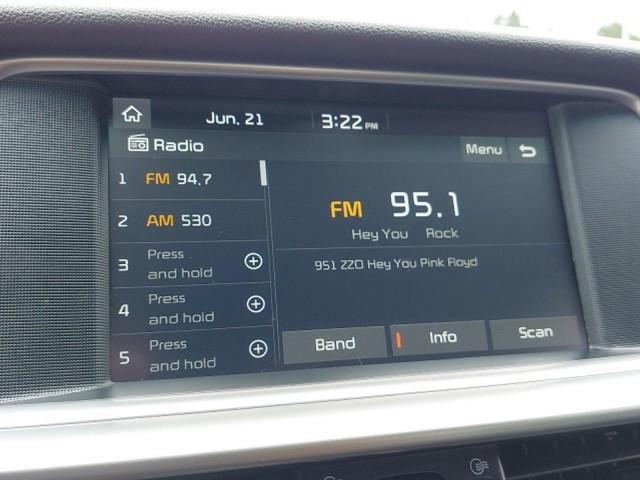 Jun. 21 3:22 PM
Radio Menu
1 FM 94.7
2 AM 530
3 Press and hold
4 Press and hold
5 Press and hold
FM 95.1
Hey You Rock
951 ZZO Hey You Pink Floyd
Band Info Scan